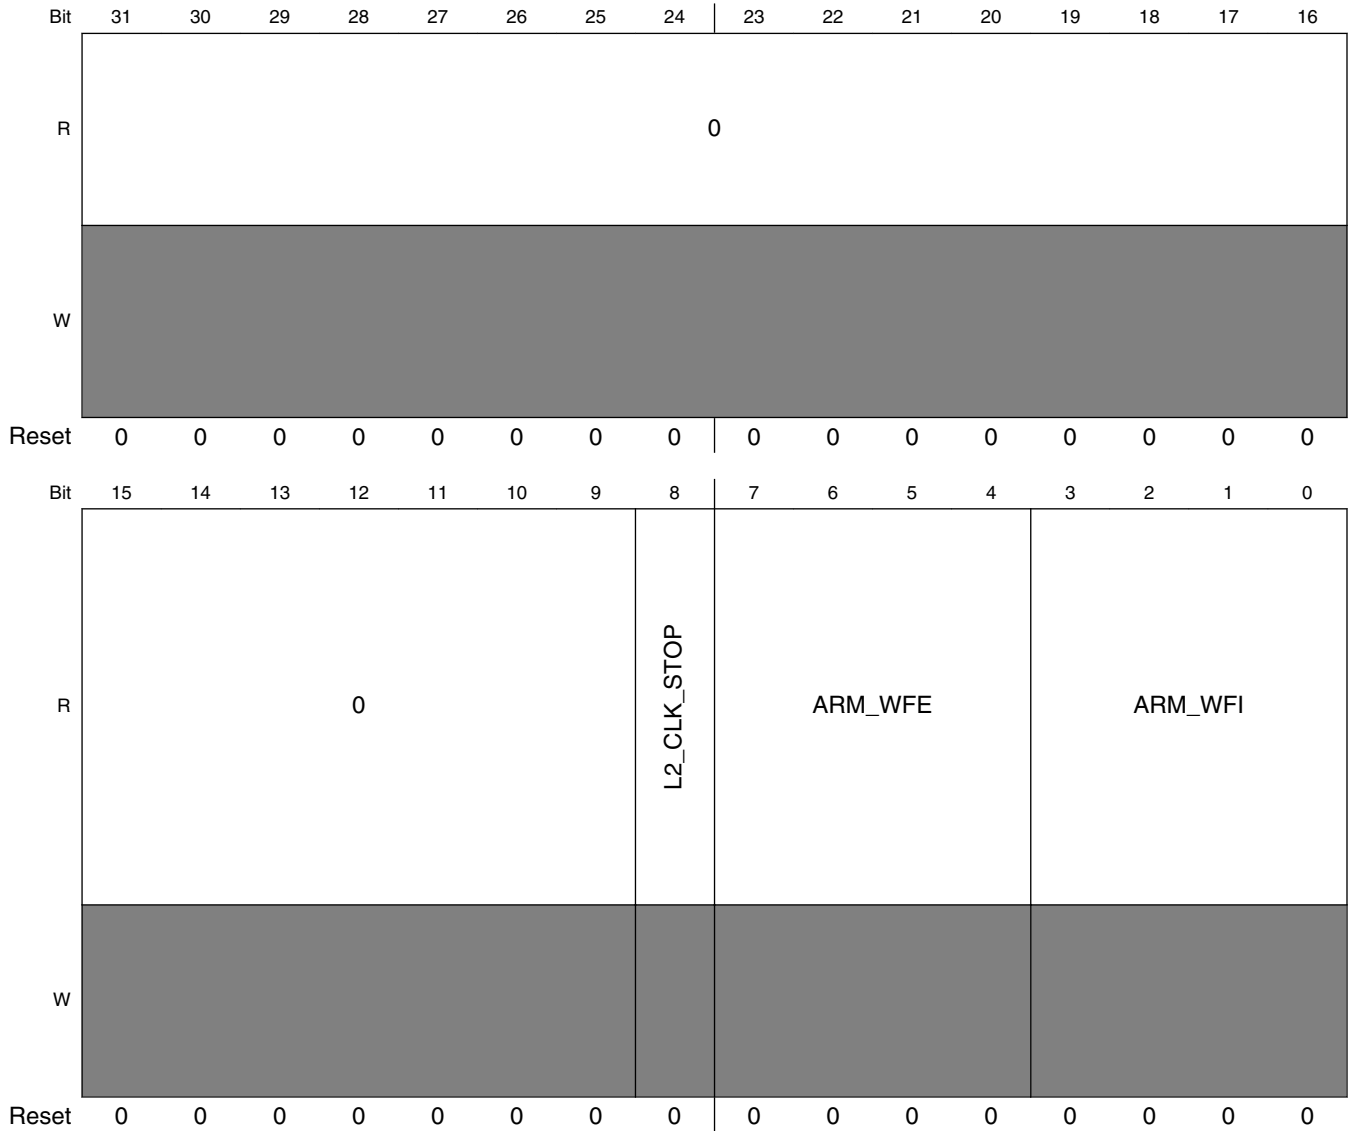 Bit 31 30 29 28 27 26 25 24 23 22 21 20 19 18 17 16
R 0
W
Reset 0 0 0 0 0 0 0 0 0 0 0 0 0 0 0 0
Bit 15 14 13 12 11 10 9 8 7 6 5 4 3 2 1 0
R 0 L2_CLK_STOP ARM_WFE ARM_WFI
W
Reset 0 0 0 0 0 0 0 0 0 0 0 0 0 0 0 0